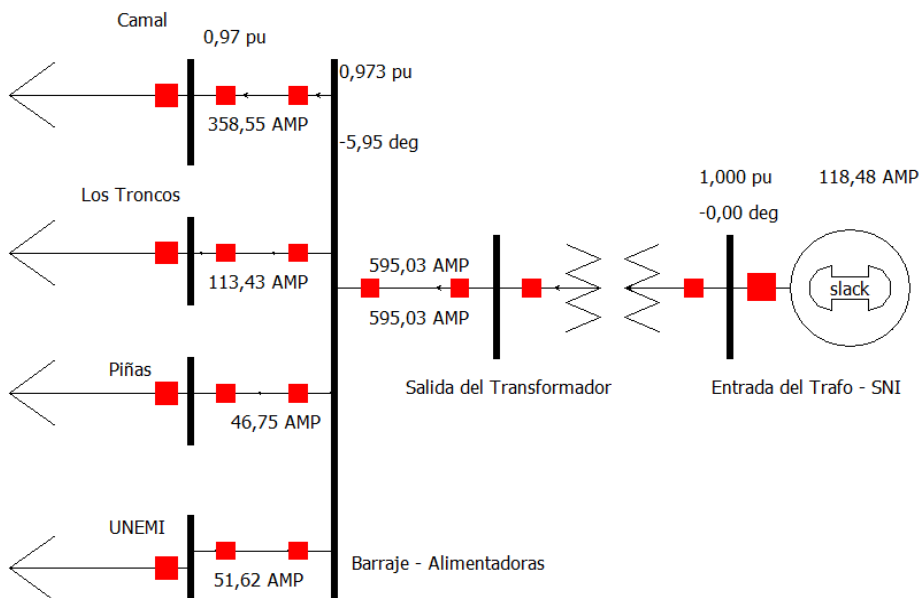 Camal
0,97 pu
0,973 pu
358,55 AMP
-5,95 deg
1,000 pu
118,48 AMP
Los Troncos
-0,00 deg
595,03 AMP
slack
113,43 AMP
595,03 AMP
Piñas
Salida del Transformador
Entrada del Trafo - SNI
46,75 AMP
UNEMI
Barraje - Alimentadoras
51,62 AMP